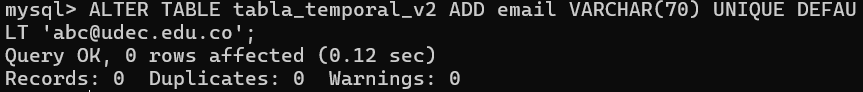 mysql> ALTER TABLE tabla_temporal_v2 ADD email VARCHAR(70) UNIQUE DEFAU
LT 'abc@udec.edu.co';
Query OK, 0 rows affected (0.12 sec)
Records: 0  Duplicates: 0  Warnings: 0